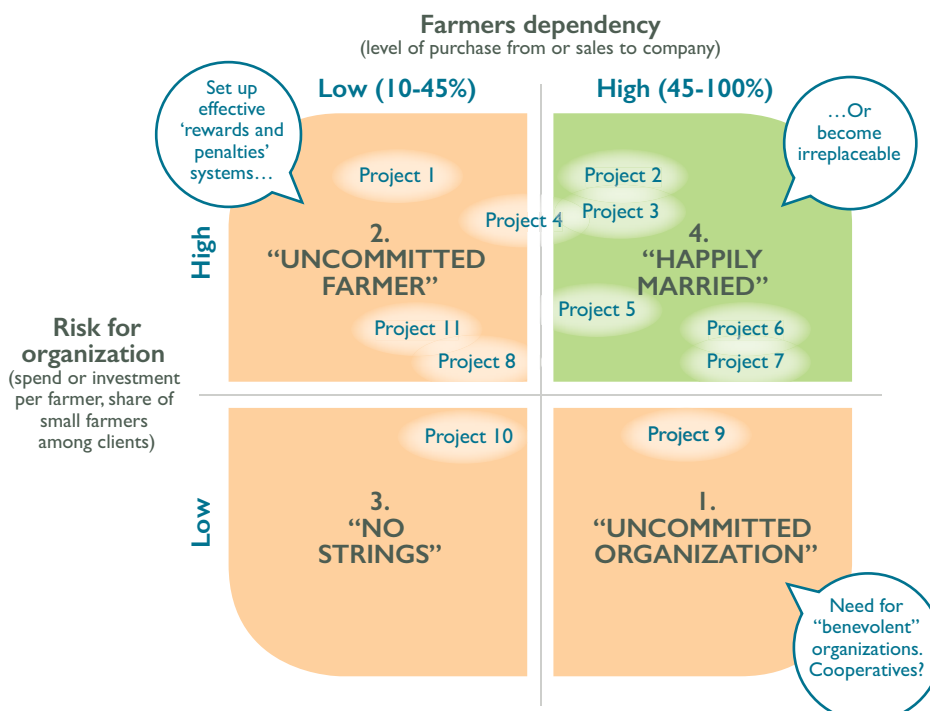 Farmers dependency
(level of purchase from or sales to company)
Low (10-45%)
High (45-100%)
Set up
effective
‘rewards and
penalties’
systems…
…Or
become
irreplaceable
Project 1
Project 2
Project 3
Project 4
High
2.
“UNCOMMITTED
FARMER”
4.
“HAPPILY
MARRIED”
Project 5
Project 11
Project 6
Project 8
Project 7
Risk for
organization
(spend or investment
per farmer, share of
small farmers
among clients)
Project 10
Project 9
Low
3.
“NO
STRINGS”
1.
“UNCOMMITTED
ORGANIZATION”
Need for
“benevolent”
organizations.
Cooperatives?